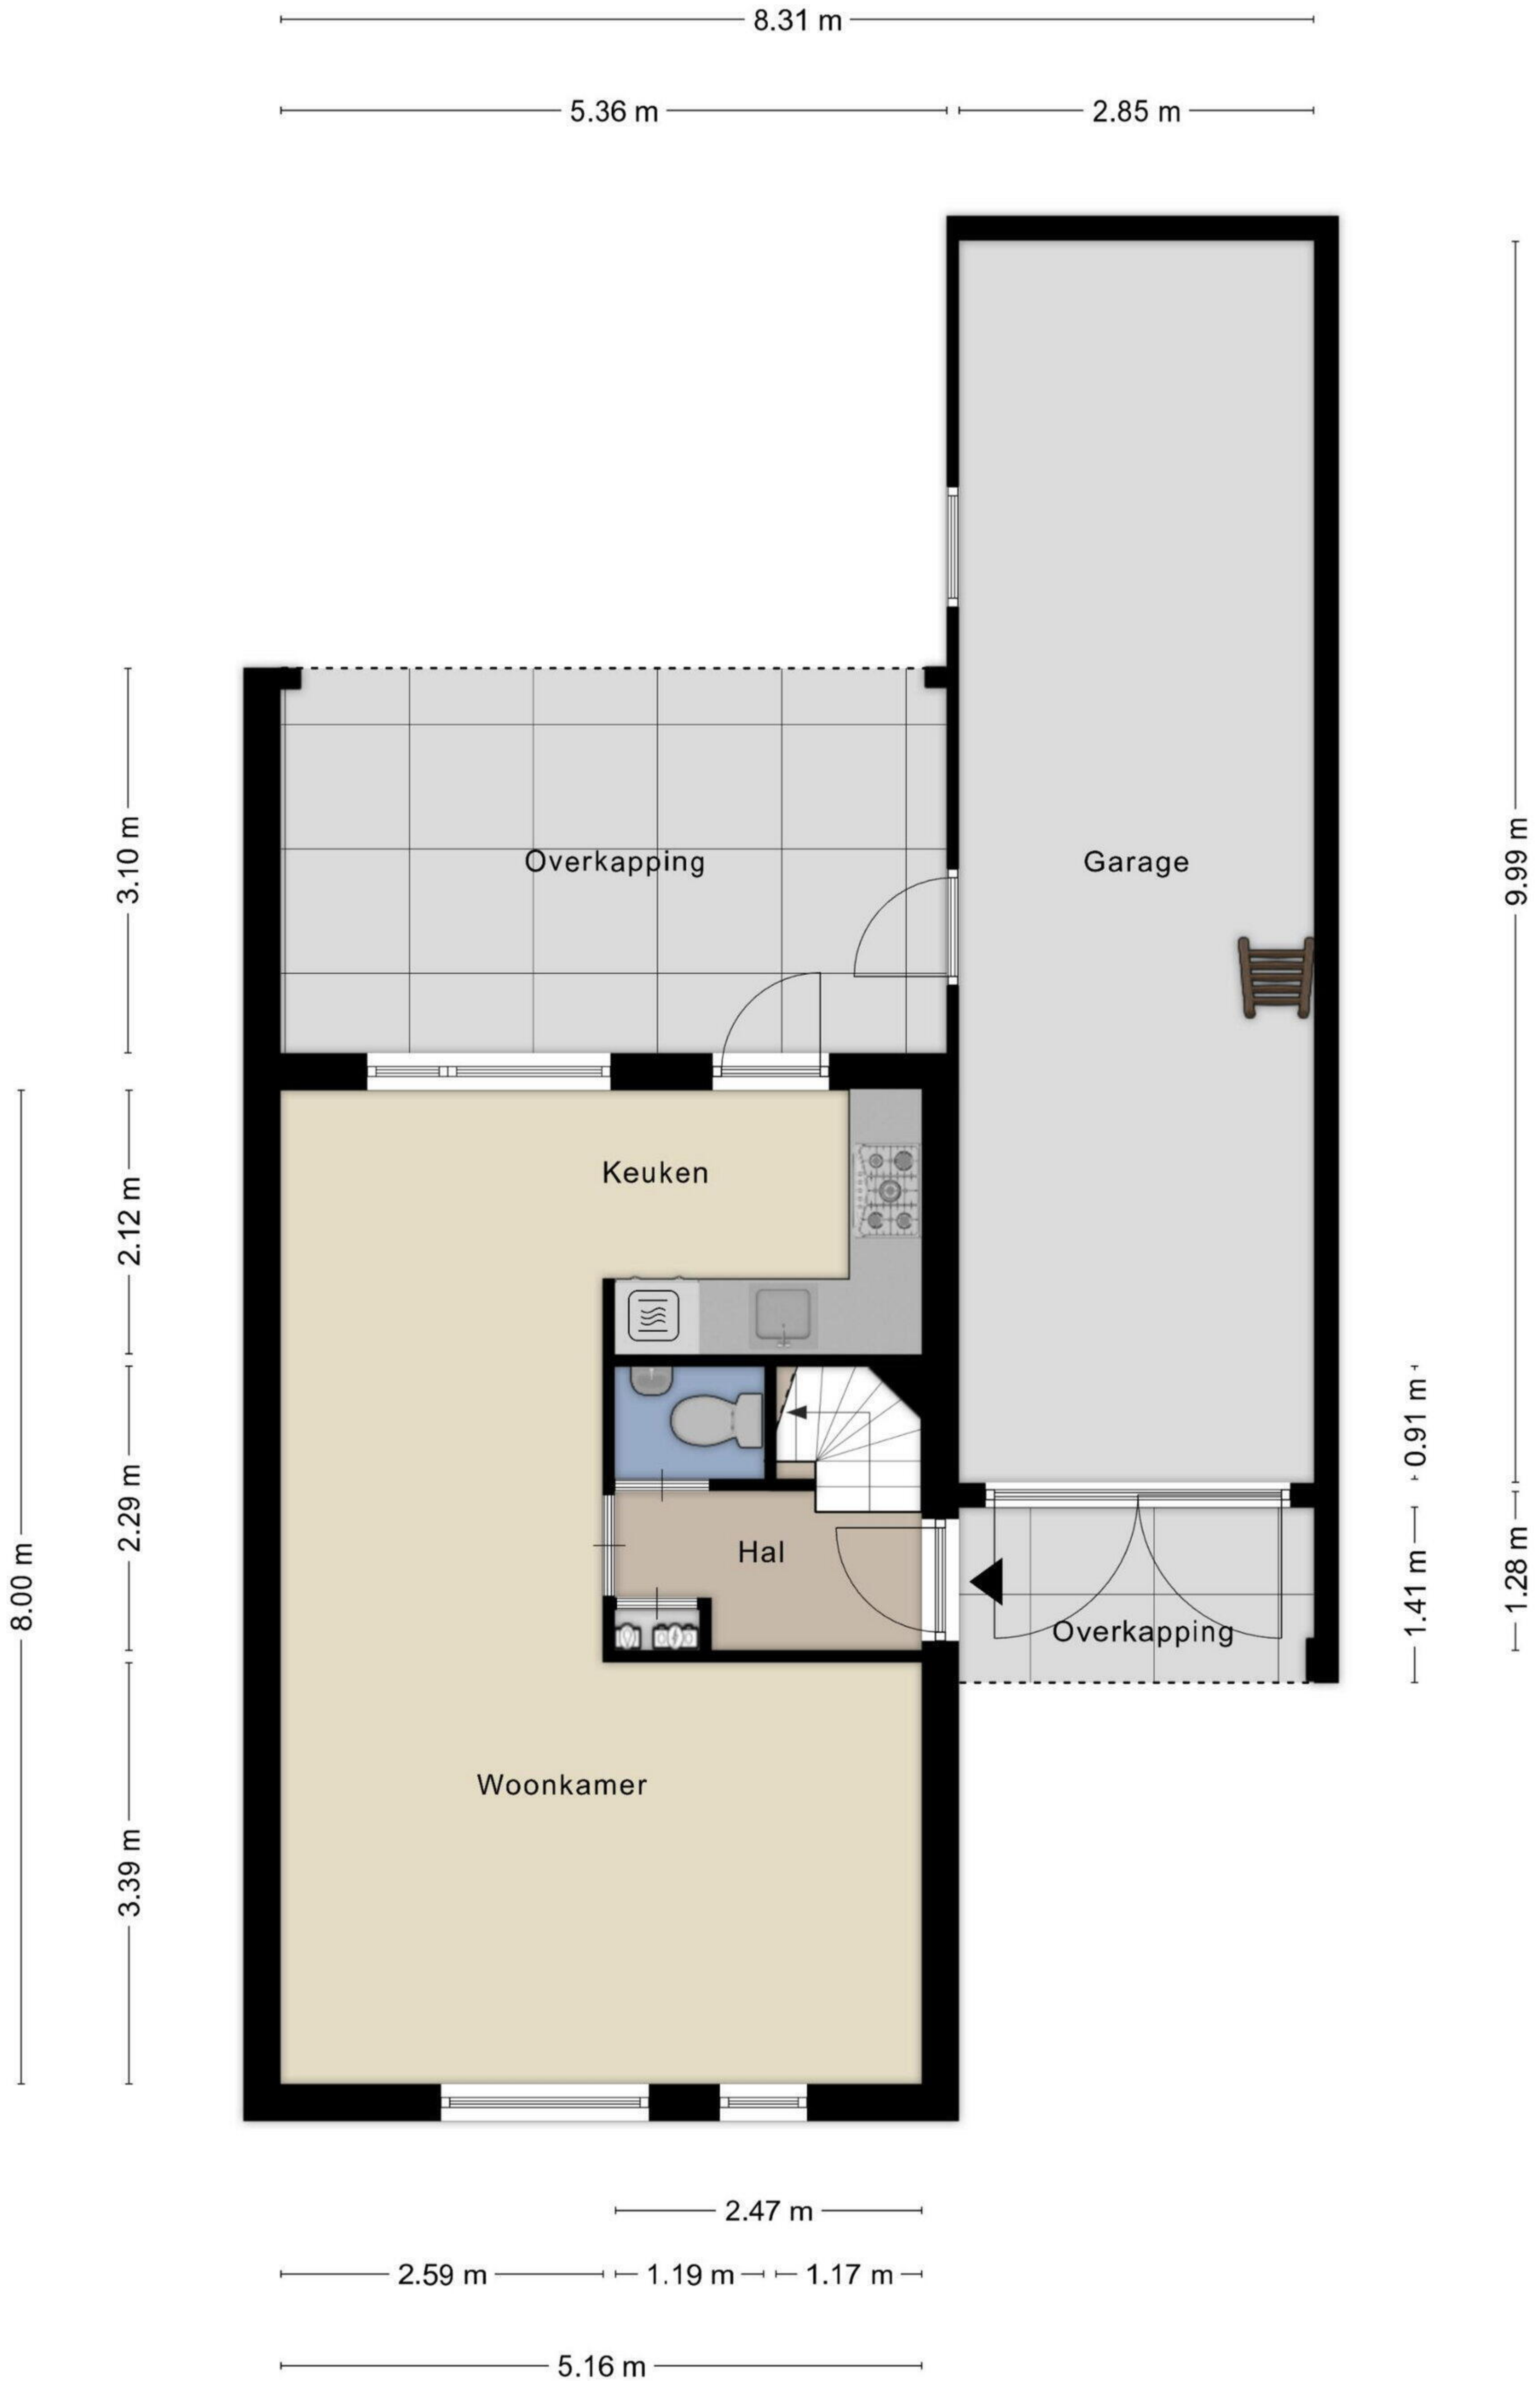 8.31 m
5.36 m
2.85 m
3.10 m
Overkapping
Garage
9.99 m
2.12 m
Keuken
0.91 m
2.29 m
8.00 m
Hal
1.41 m
1.28 m
Overkapping
Woonkamer
3.39 m
2.47 m
2.59 m
1.19 m
1.17 m
5.16 m